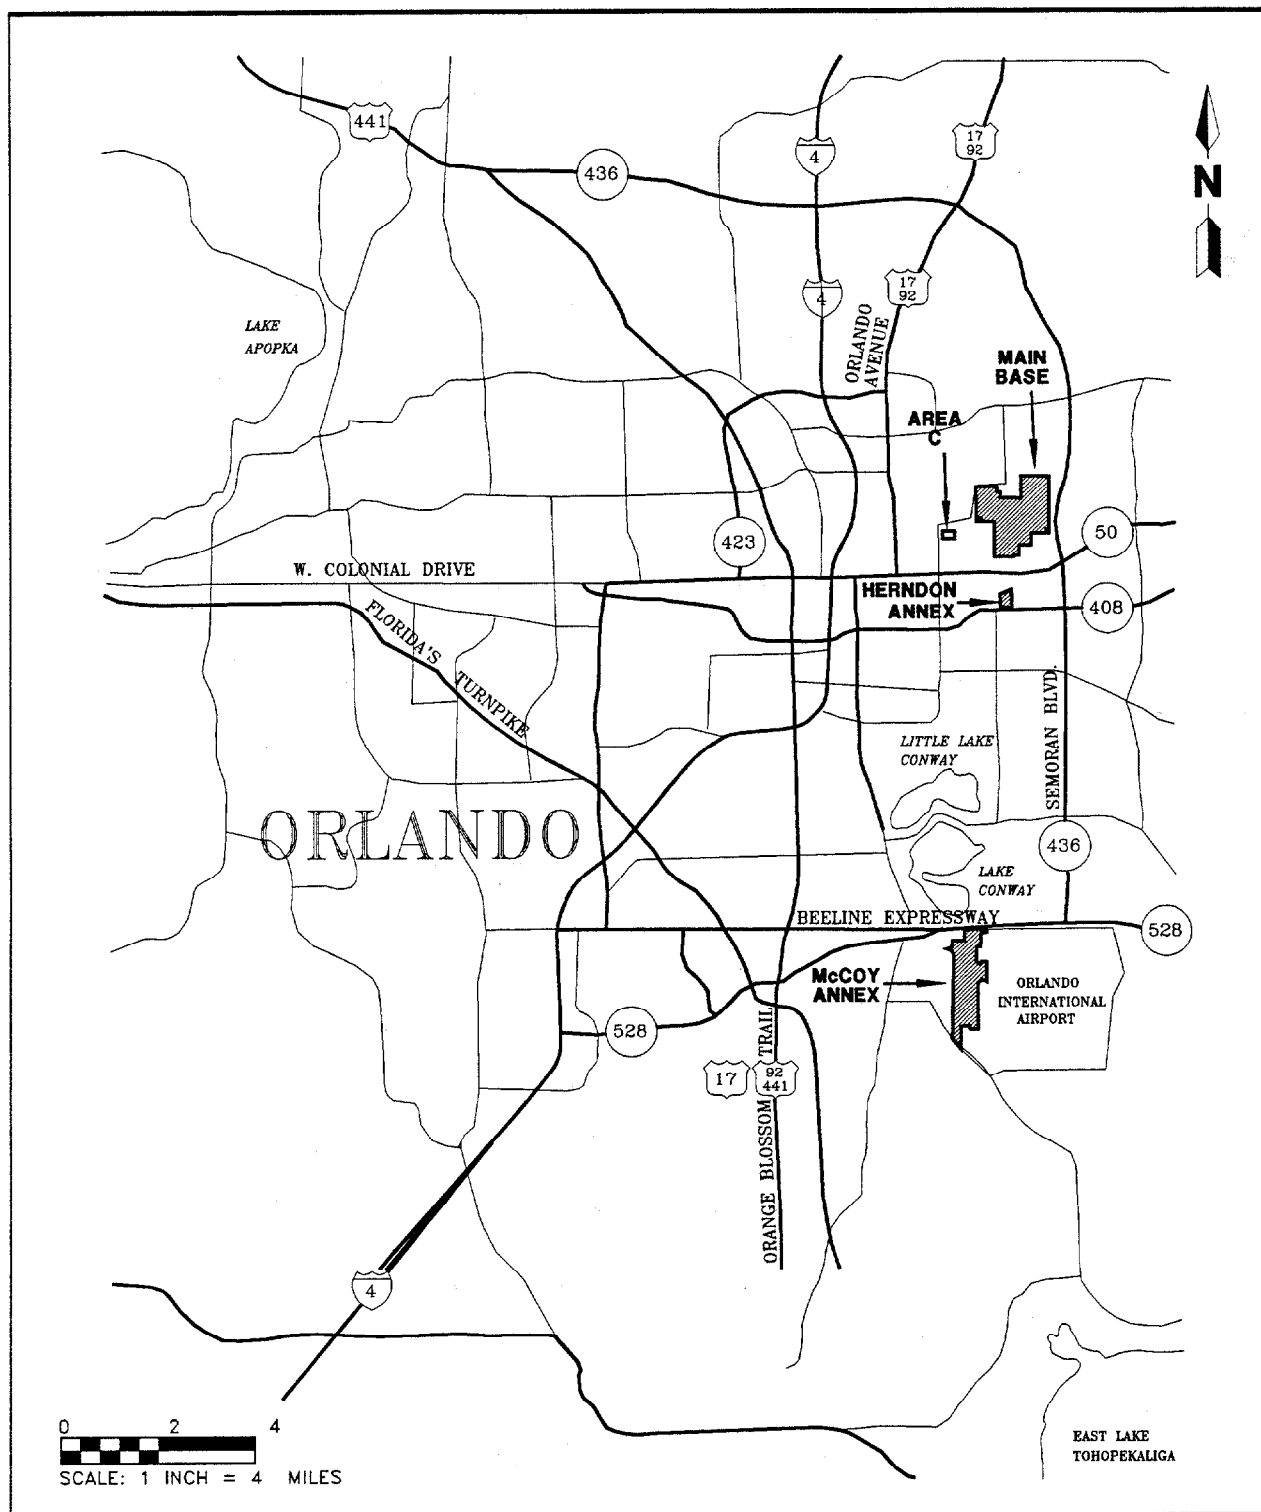 441
436
4
17
92
N
4
17
92
LAKE
APOPKA
ORLANDO
AVENUE
MAIN
BASE
AREA
C
423
50
W. COLONIAL DRIVE
HERNDON
ANNEX
408
FLORIDA'S TURNPIKE
SEMORAN BLVD.
LITTLE LAKE
CONWAY
ORLANDO
436
LAKE
CONWAY
BEELINE EXPRESSWAY
528
McCOY
ANNEX
ORLANDO
INTERNATIONAL
AIRPORT
528
17
92
441
ORANGE BLOSSOM TRAIL
4
0 2 4
SCALE: 1 INCH = 4 MILES
EAST LAKE
TOHOPEKALIGA